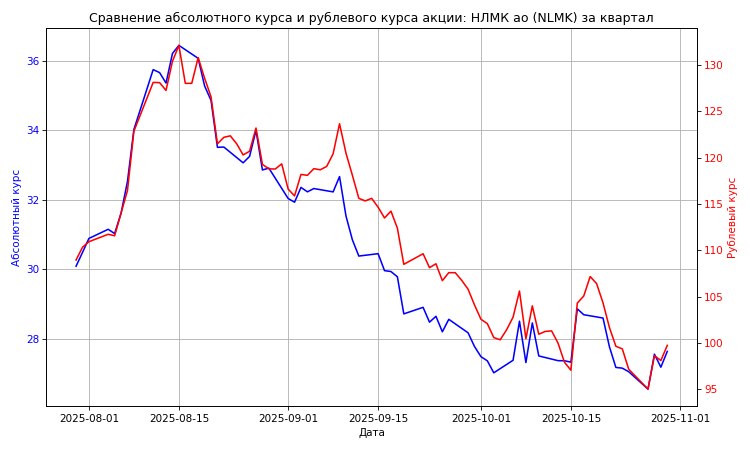 Сравнение абсолютного курса и рублевого курса акции: НЛМК ао (NLMK) за квартал
36
34
32
30
28
Абсолютный курс
130
125
120
115
110
105
100
95
Рублевый курс
2025-08-01 2025-08-15 2025-09-01 2025-09-15 2025-10-01 2025-10-15 2025-11-01
Дата